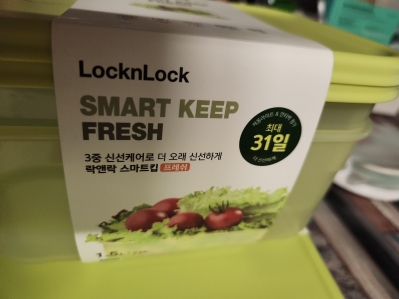 LocknLock
SMART KEEP
FRESH
3중 신선케어로 더 오래 신선하게
락앤락 스마트킵 프레쉬
최대
31일